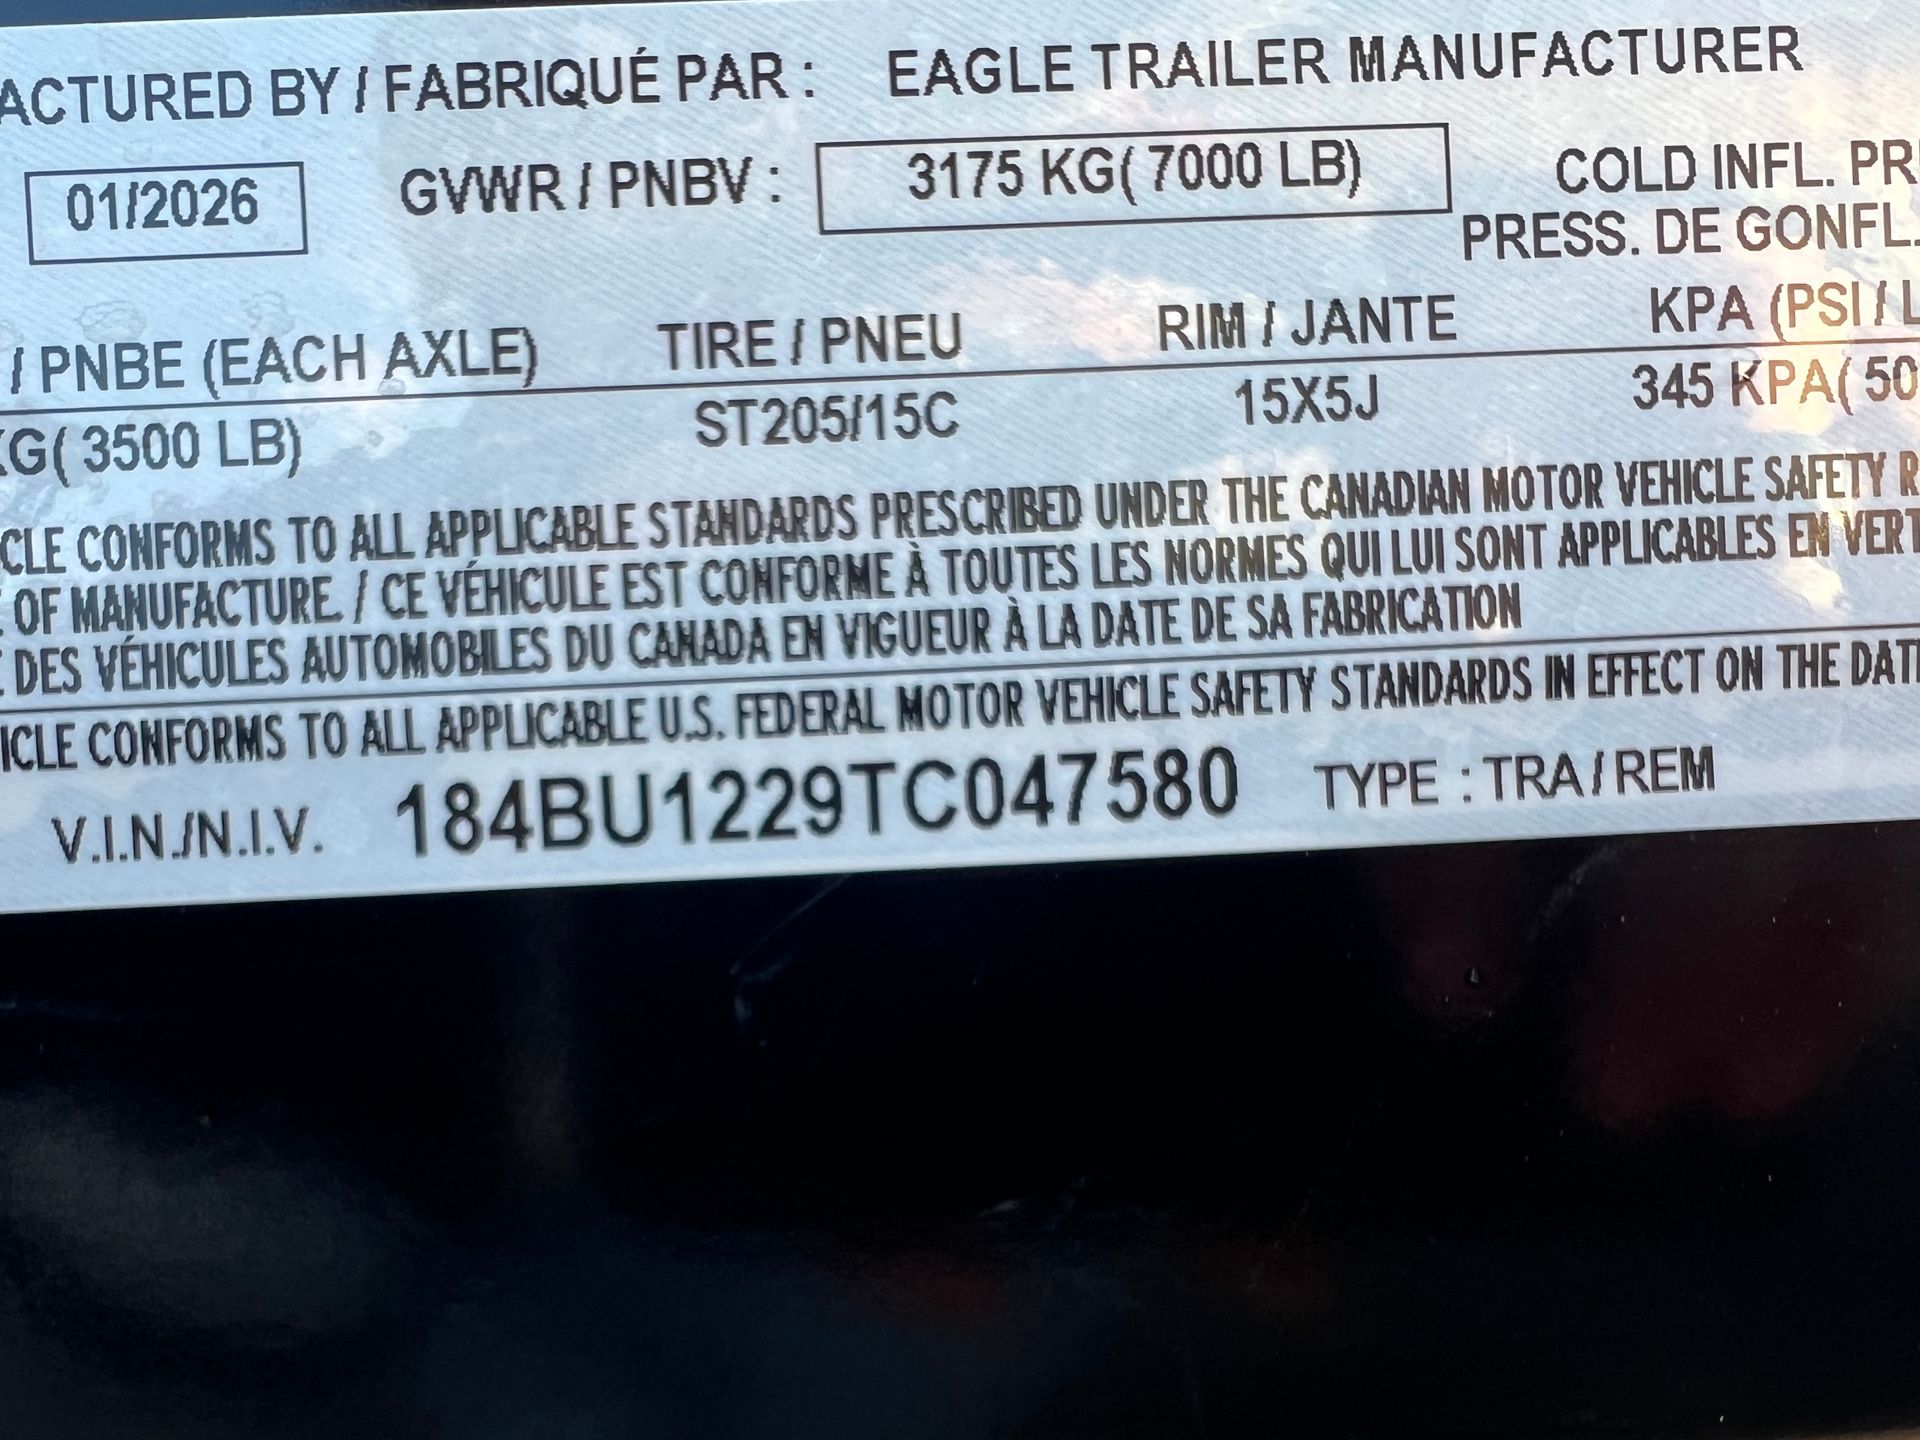 ACTURED BY / FABRIQUÉ PAR : EAGLE TRAILER MANUFACTURER
01/2026 GVWR / PNBV : 3175 KG( 7000 LB) COLD INFL. PR
PRESS. DE GONFL.
/ PNBE (EACH AXLE) TIRE / PNEU RIM / JANTE KPA (PSI / L
KG( 3500 LB) ST205/15C 15X5J 345 KPA( 50
CLE CONFORMS TO ALL APPLICABLE STANDARDS PRESCRIBED UNDER THE CANADIAN MOTOR VEHICLE SAFETY R
OF MANUFACTURE. / CE VÉHICULE EST CONFORME À TOUTES LES NORMES QUI LUI SONT APPLICABLES EN VERT
DES VÉHICULES AUTOMOBILES DU CANADA EN VIGUEUR À LA DATE DE SA FABRICATION
ICLE CONFORMS TO ALL APPLICABLE U.S. FEDERAL MOTOR VEHICLE SAFETY STANDARDS IN EFFECT ON THE DAT
V.I.N./N.I.V. 184BU1229TC047580 TYPE : TRA / REM